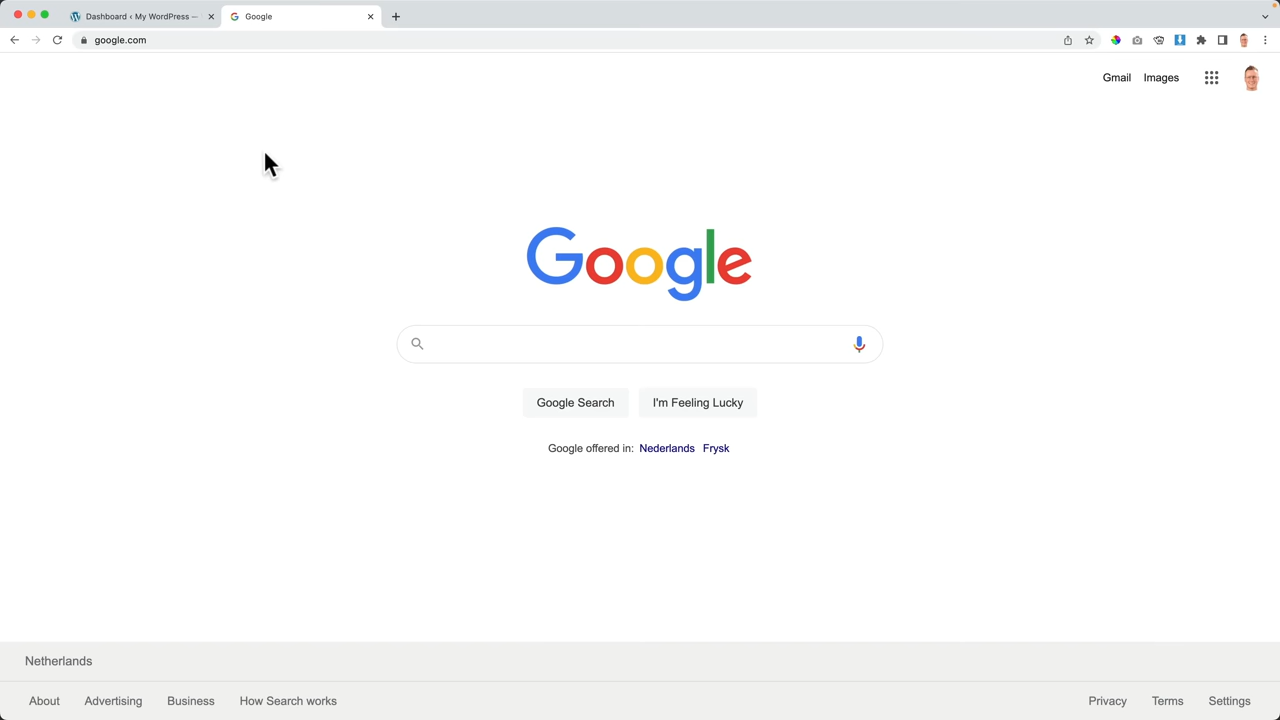 Dashboard ‹ My WordPress —
Google
google.com
Gmail Images
Google
Google Search I'm Feeling Lucky
Google offered in: Nederlands Frysk
Netherlands
About Advertising Business How Search works Privacy Terms Settings